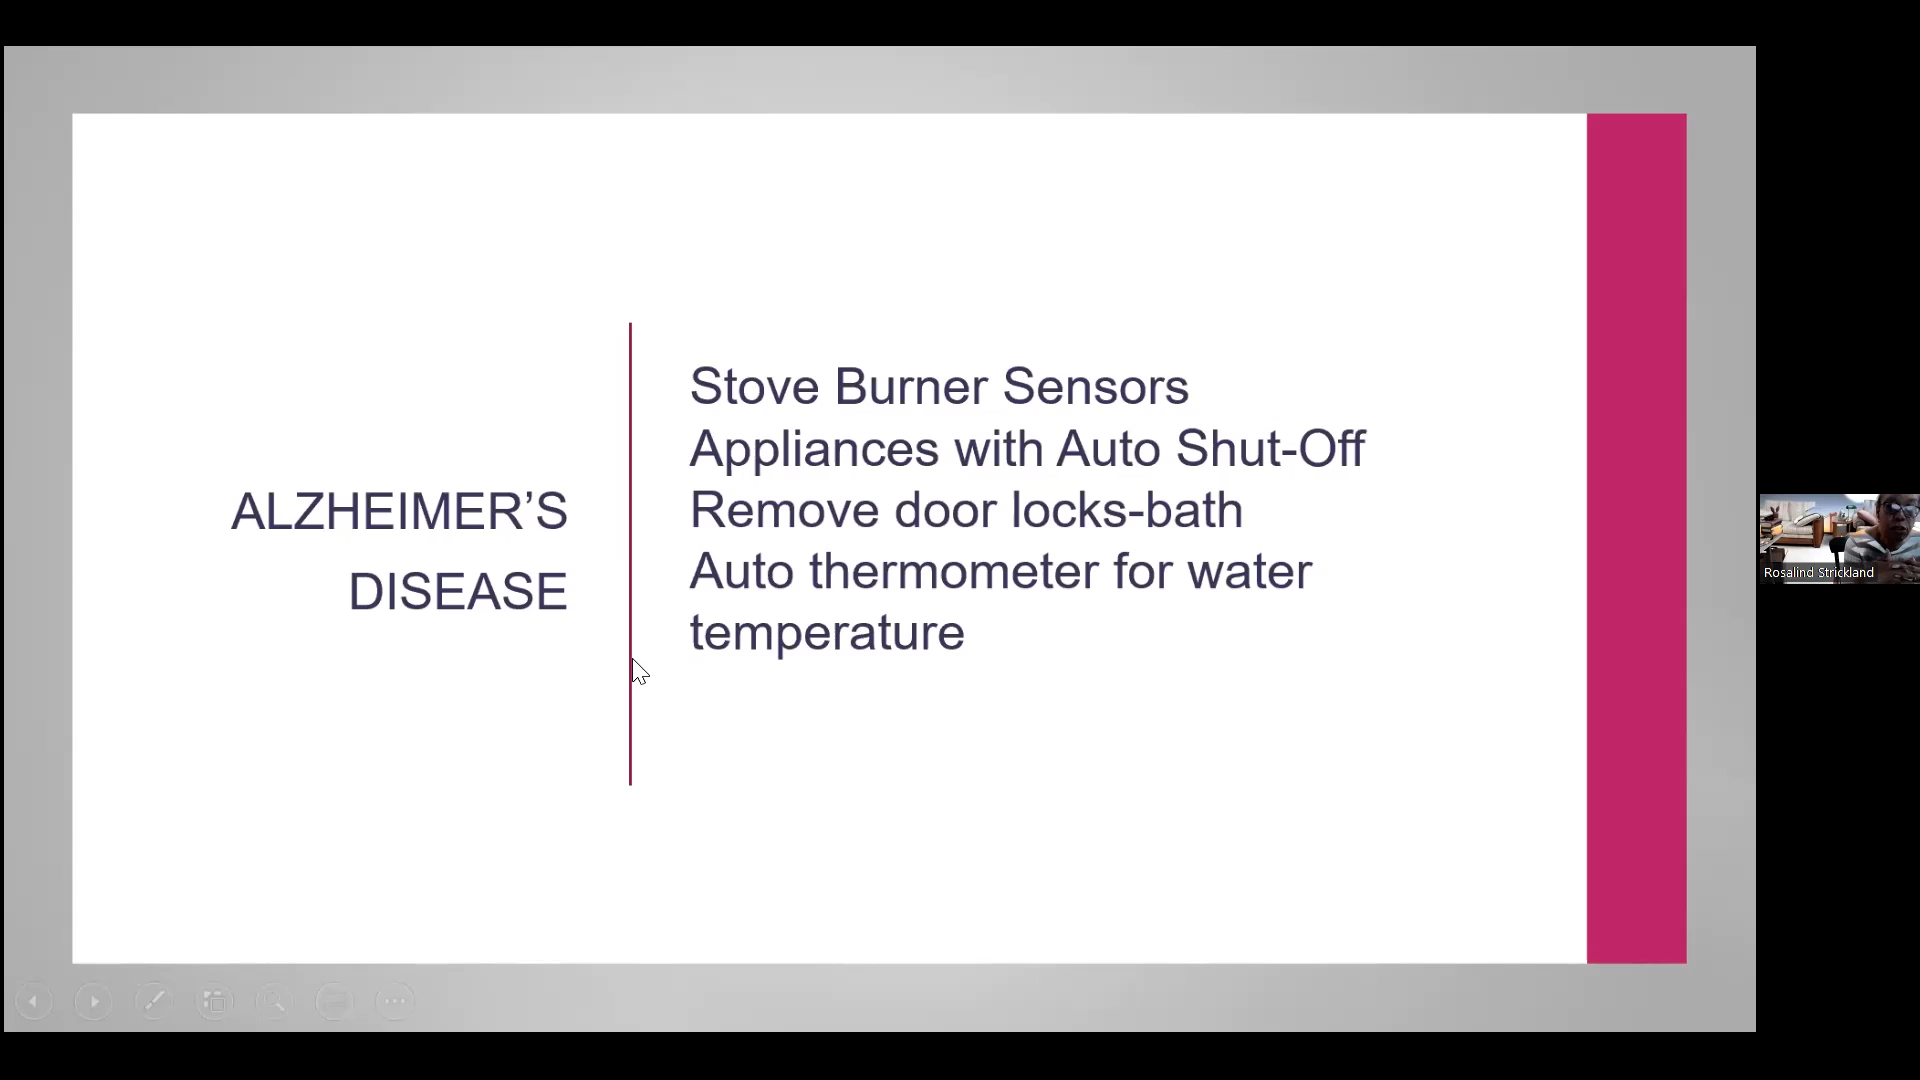 ALZHEIMER’S
DISEASE
Stove Burner Sensors
Appliances with Auto Shut-Off
Remove door locks-bath
Auto thermometer for water
temperature
Rosalind Strickland